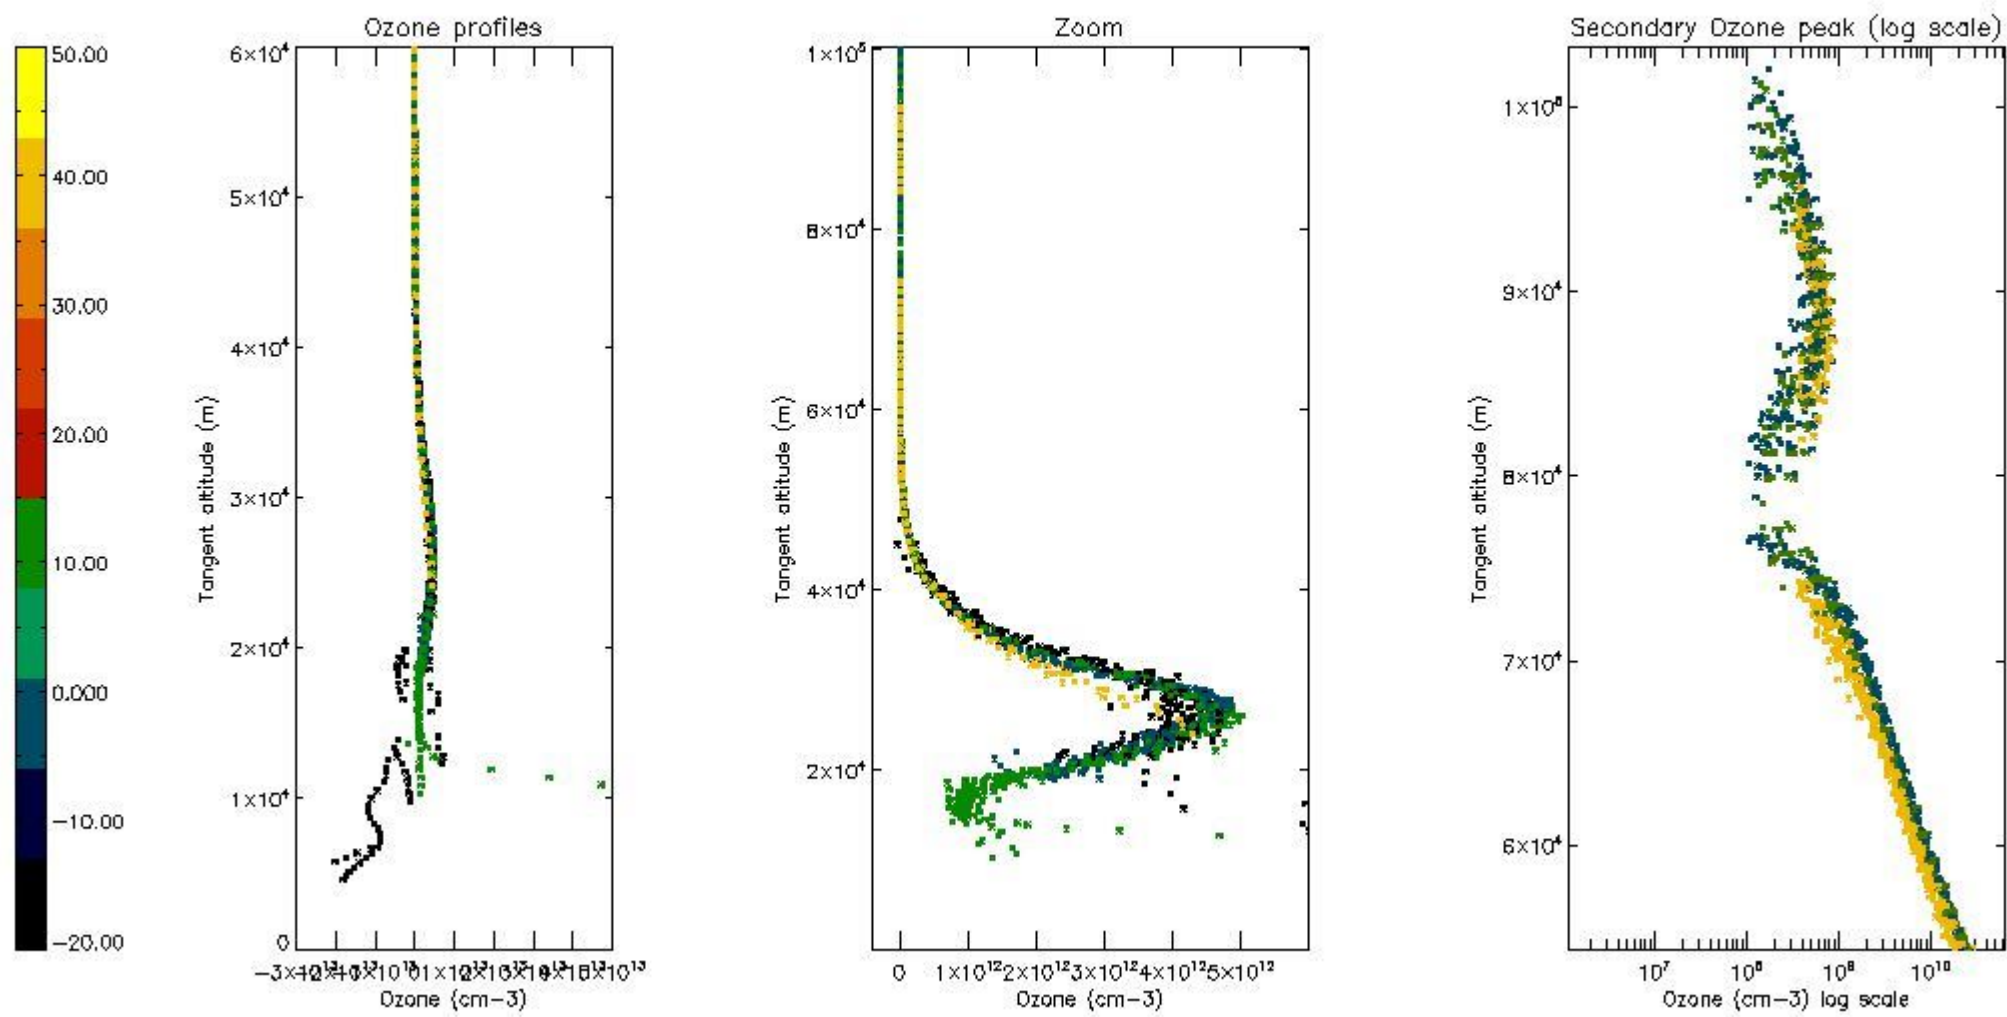 Ozone profiles
Zoom
Secondary Ozone peak (log scale)
50.00
40.00
30.00
20.00
10.00
0.000
−10.00
−20.00
Tangent altitude (m)
6×10⁴
5×10⁴
4×10⁴
3×10⁴
2×10⁴
1×10⁴
0
Ozone (cm−3)
Tangent altitude (m)
1×10⁵
8×10⁴
6×10⁴
4×10⁴
2×10⁴
0 1×10¹² 2×10¹² 3×10¹² 4×10¹² 5×10¹²
Ozone (cm−3)
Tangent altitude (m)
9×10⁴
8×10⁴
7×10⁴
6×10⁴
10⁷ 10⁸ 10⁹ 10¹⁰
Ozone (cm−3) log scale